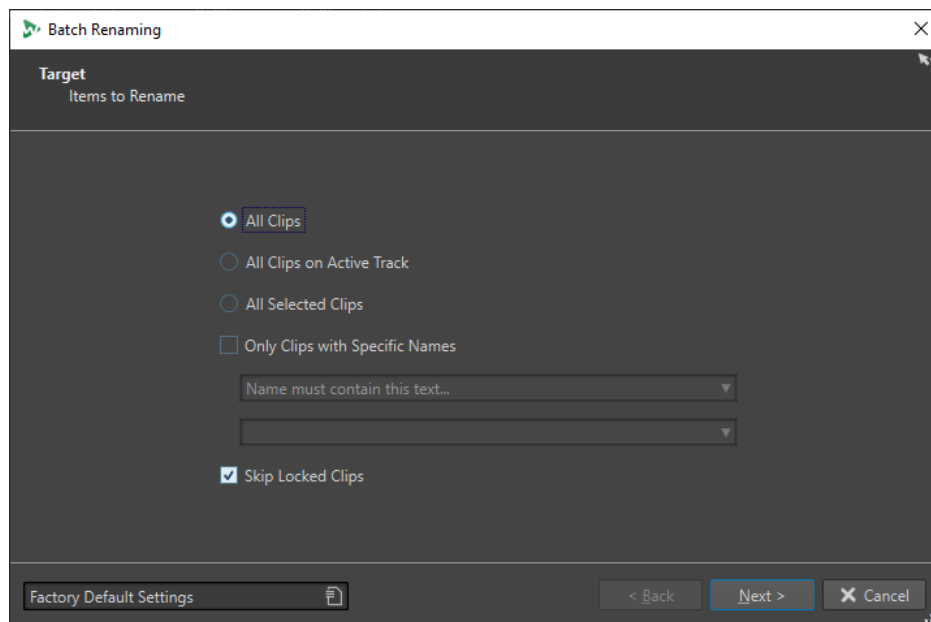 Batch Renaming
Target
Items to Rename
All Clips
All Clips on Active Track
All Selected Clips
Only Clips with Specific Names
Name must contain this text...
Skip Locked Clips
Factory Default Settings
< Back Next > Cancel